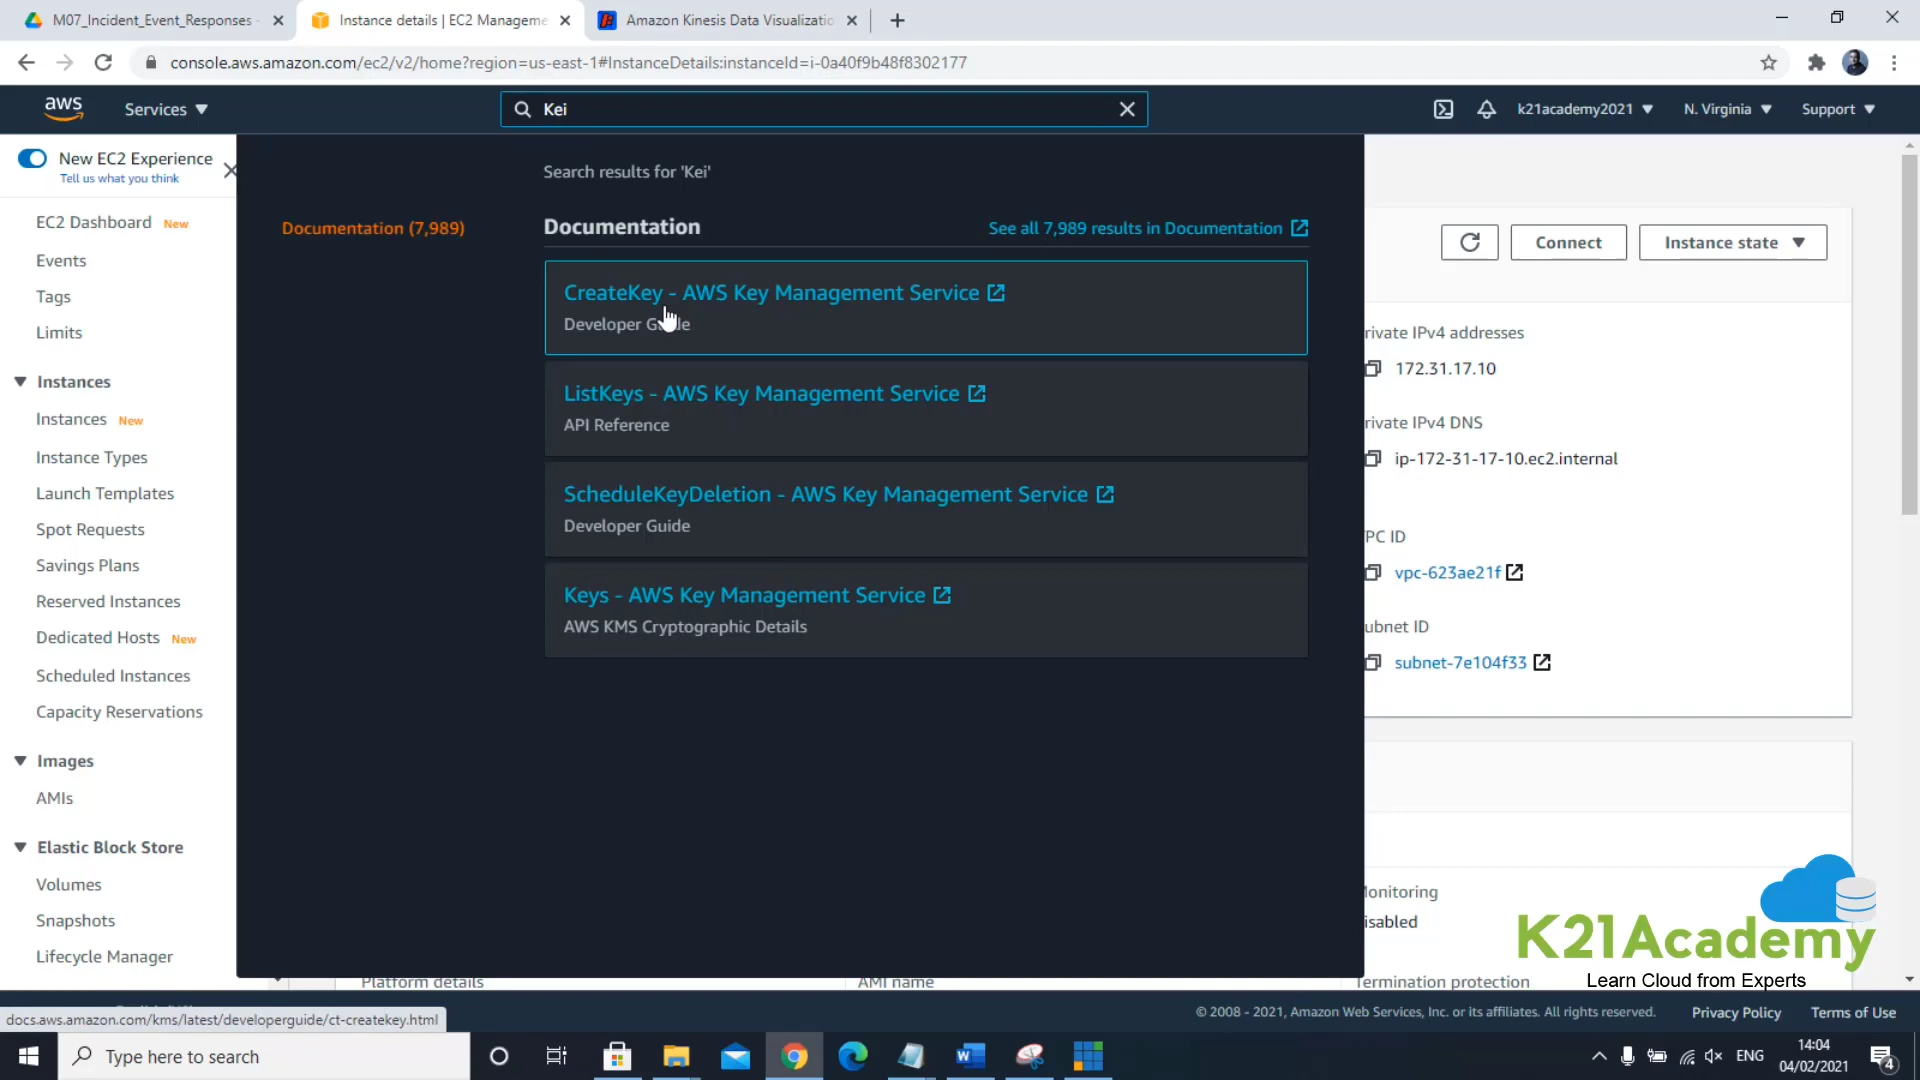 M07_Incident_Event_Responses -
Instance details | EC2 Manageme
Amazon Kinesis Data Visualizatio
console.aws.amazon.com/ec2/v2/home?region=us-east-1#InstanceDetails:instanceId=i-0a40f9b48f8302177
aws
Services
Kei
k21academy2021
N. Virginia
Support
New EC2 Experience
Tell us what you think
EC2 Dashboard New
Events
Tags
Limits
Instances
Instances New
Instance Types
Launch Templates
Spot Requests
Savings Plans
Reserved Instances
Dedicated Hosts New
Scheduled Instances
Capacity Reservations
Images
AMIs
Elastic Block Store
Volumes
Snapshots
Lifecycle Manager
Search results for 'Kei'
Documentation (7,989)
Documentation
See all 7,989 results in Documentation
CreateKey - AWS Key Management Service
Developer Guide
ListKeys - AWS Key Management Service
API Reference
ScheduleKeyDeletion - AWS Key Management Service
Developer Guide
Keys - AWS Key Management Service
AWS KMS Cryptographic Details
Connect
Instance state
rivate IPv4 addresses
172.31.17.10
rivate IPv4 DNS
ip-172-31-17-10.ec2.internal
PC ID
vpc-623ae21f
ubnet ID
subnet-7e104f33
onitoring
isabled
Platform details
AMI name
Termination protection
K21Academy
Learn Cloud from Experts
© 2008 - 2021, Amazon Web Services, Inc. or its affiliates. All rights reserved.
Privacy Policy
Terms of Use
docs.aws.amazon.com/kms/latest/developerguide/ct-createkey.html
Type here to search
ENG
14:04
04/02/2021
4